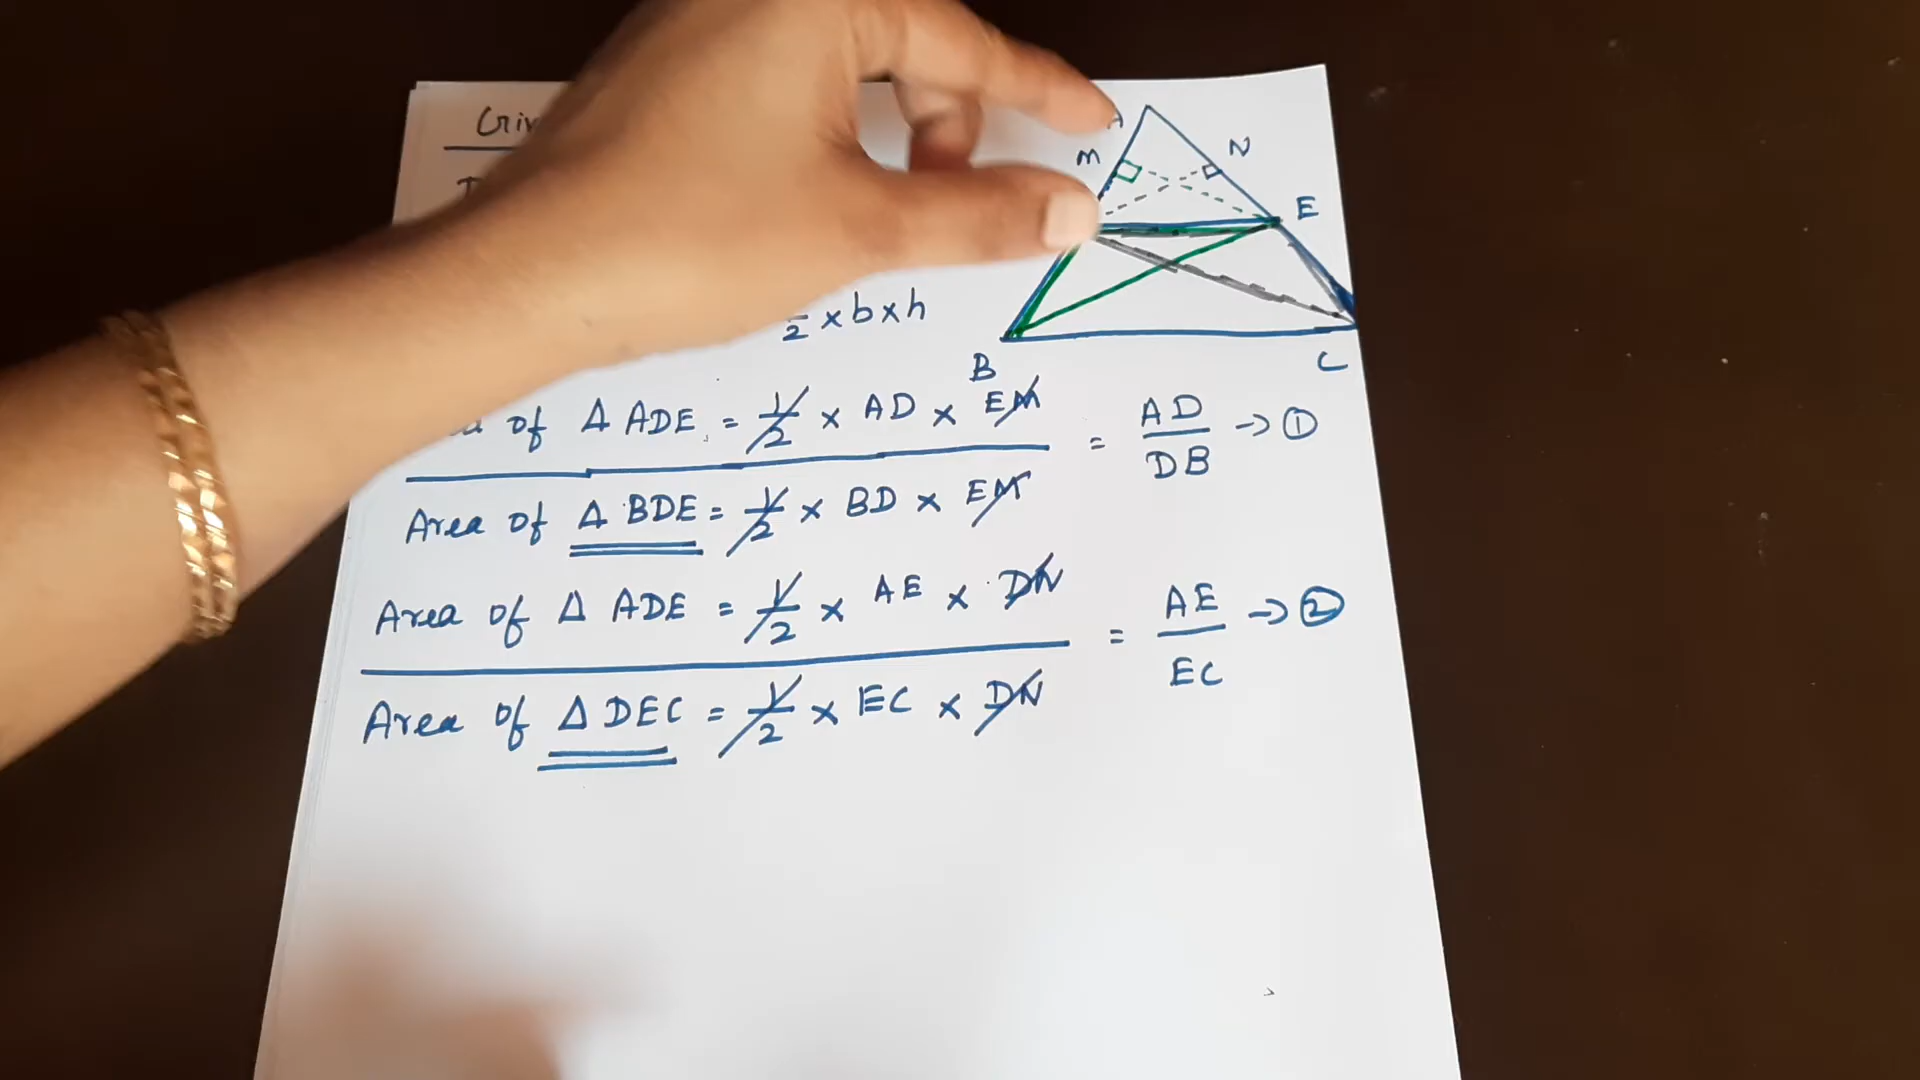 A
M N
E
2 × b × h
B C
of Δ ADE = 1/2 × AD × EM = AD/DB → ①
Area of Δ BDE = 1/2 × BD × EM
Area of Δ ADE = 1/2 × AE × DN = AE/EC → ②
Area of Δ DEC = 1/2 × EC × DN